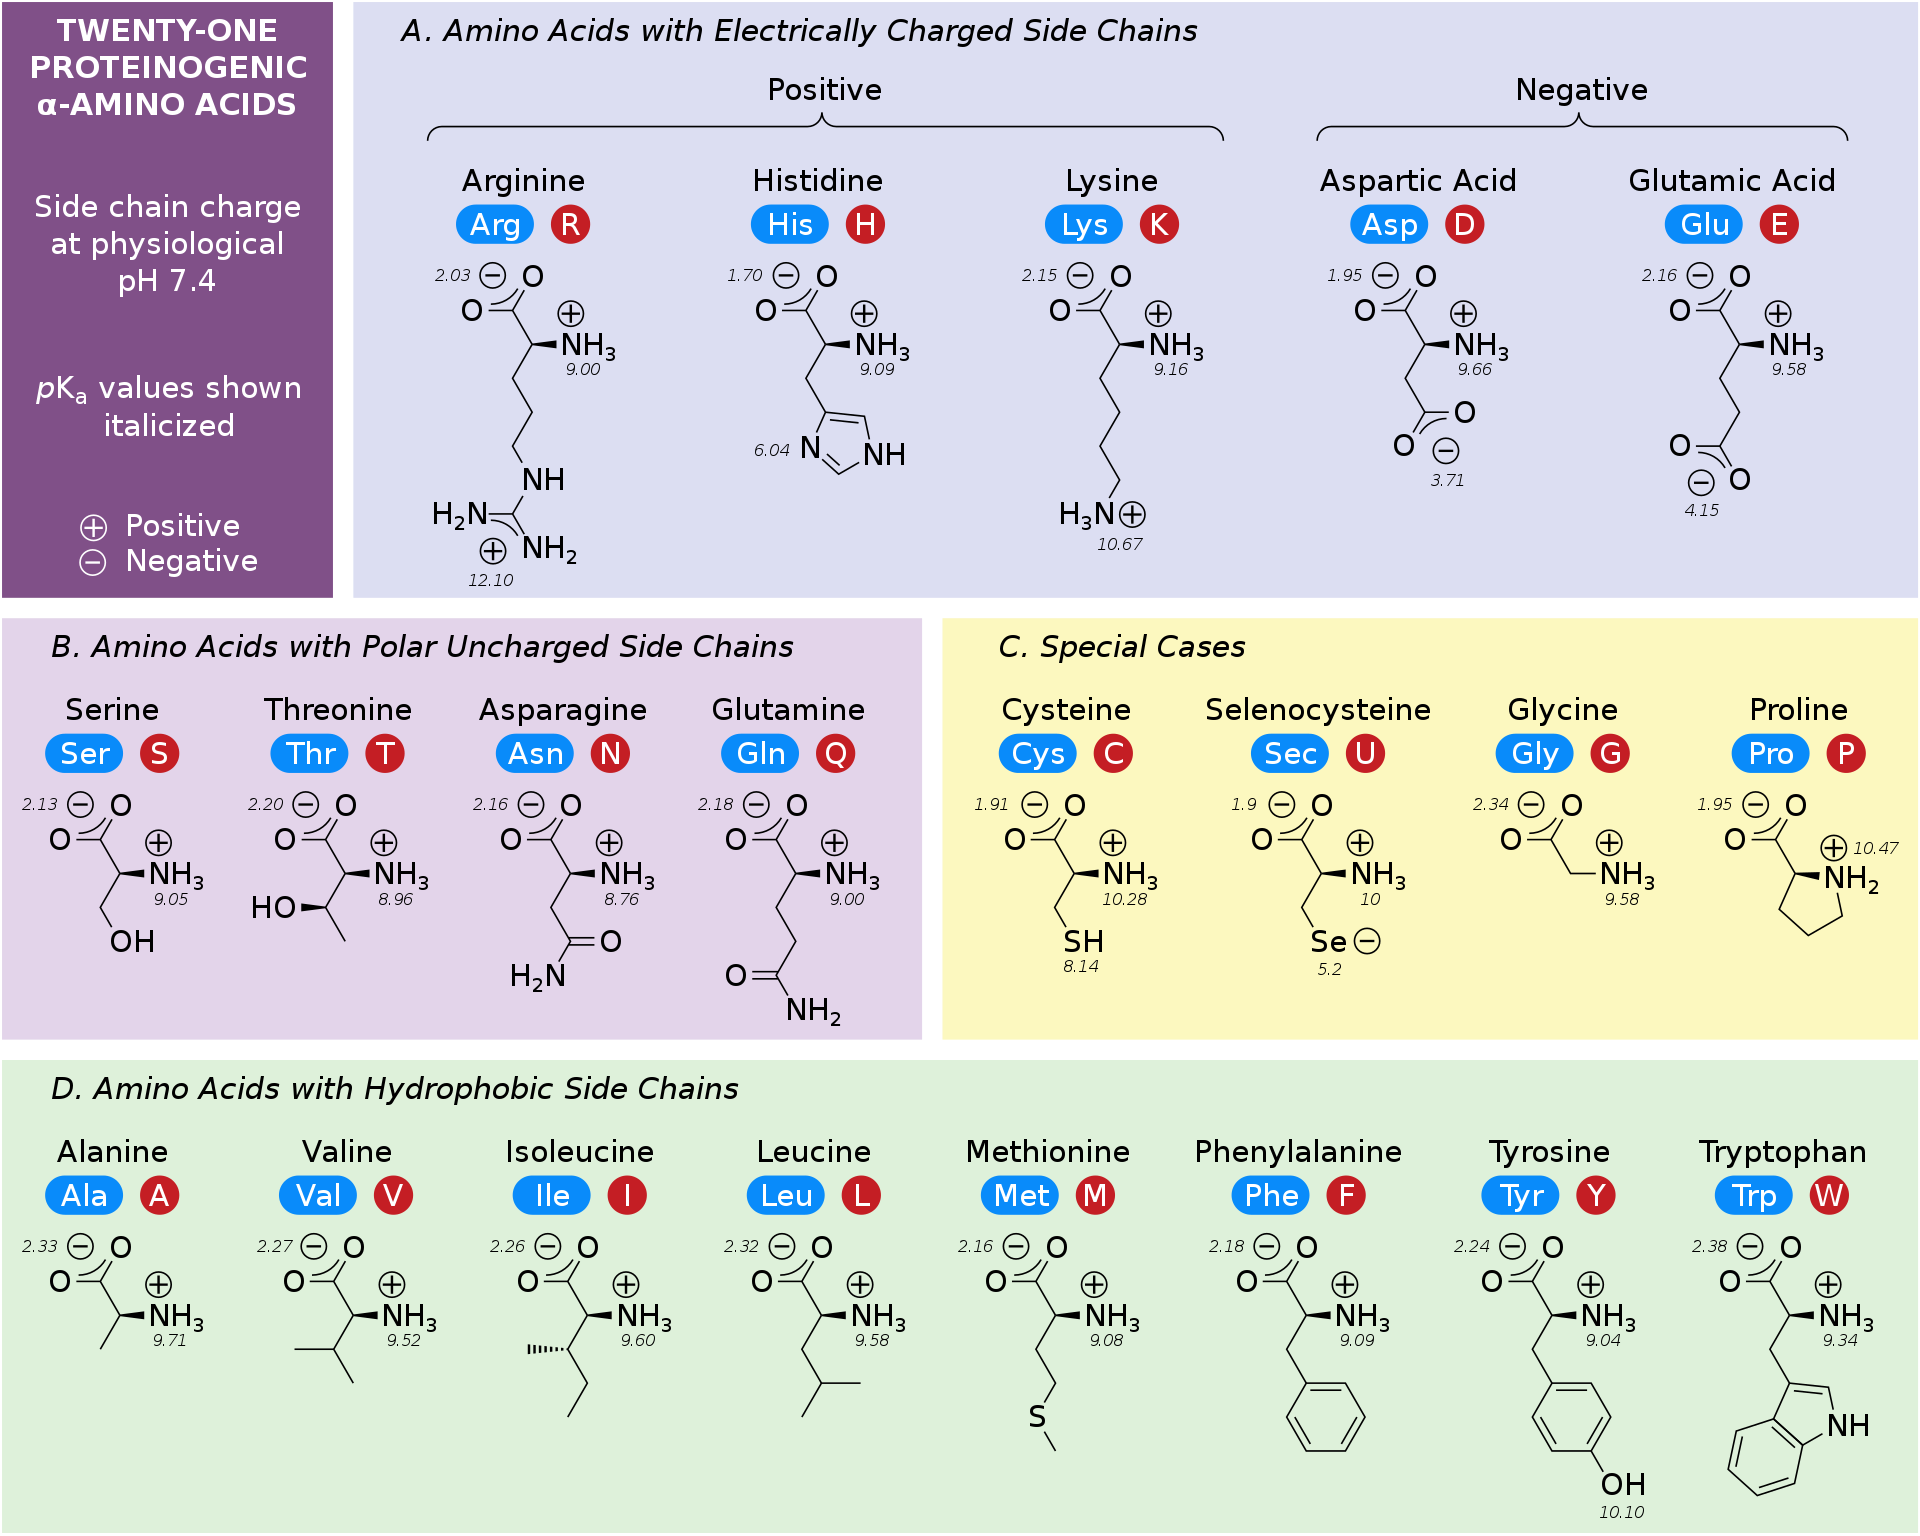 TWENTY-ONE
PROTEINOGENIC
α-AMINO ACIDS
Side chain charge
at physiological
pH 7.4
pKa values shown
italicized
⊕ Positive
⊖ Negative
A. Amino Acids with Electrically Charged Side Chains
Positive
Negative
Arginine
Arg R
2.03 ⊖ O
O ⊕
NH3
9.00
NH
H2N
⊕ NH2
12.10
Histidine
His H
1.70 ⊖ O
O ⊕
NH3
9.09
6.04 N NH
Lysine
Lys K
2.15 ⊖ O
O ⊕
NH3
9.16
H3N ⊕
10.67
Aspartic Acid
Asp D
1.95 ⊖ O
O ⊕
NH3
9.66
O
O ⊖
3.71
Glutamic Acid
Glu E
2.16 ⊖ O
O ⊕
NH3
9.58
O
⊖ O
4.15
B. Amino Acids with Polar Uncharged Side Chains
Serine
Ser S
2.13 ⊖ O
O ⊕
NH3
9.05
OH
Threonine
Thr T
2.20 ⊖ O
O ⊕
NH3
8.96
HO
Asparagine
Asn N
2.16 ⊖ O
O ⊕
NH3
8.76
O
H2N
Glutamine
Gln Q
2.18 ⊖ O
O ⊕
NH3
9.00
O
NH2
C. Special Cases
Cysteine
Cys C
1.91 ⊖ O
O ⊕
NH3
10.28
SH
8.14
Selenocysteine
Sec U
1.9 ⊖ O
O ⊕
NH3
10
Se ⊖
5.2
Glycine
Gly G
2.34 ⊖ O
O ⊕
NH3
9.58
Proline
Pro P
1.95 ⊖ O
O ⊕ 10.47
NH2
D. Amino Acids with Hydrophobic Side Chains
Alanine
Ala A
2.33 ⊖ O
O ⊕
NH3
9.71
Valine
Val V
2.27 ⊖ O
O ⊕
NH3
9.52
Isoleucine
Ile I
2.26 ⊖ O
O ⊕
NH3
9.60
Leucine
Leu L
2.32 ⊖ O
O ⊕
NH3
9.58
Methionine
Met M
2.16 ⊖ O
O ⊕
NH3
9.08
S
Phenylalanine
Phe F
2.18 ⊖ O
O ⊕
NH3
9.09
Tyrosine
Tyr Y
2.24 ⊖ O
O ⊕
NH3
9.04
OH
10.10
Tryptophan
Trp W
2.38 ⊖ O
O ⊕
NH3
9.34
NH